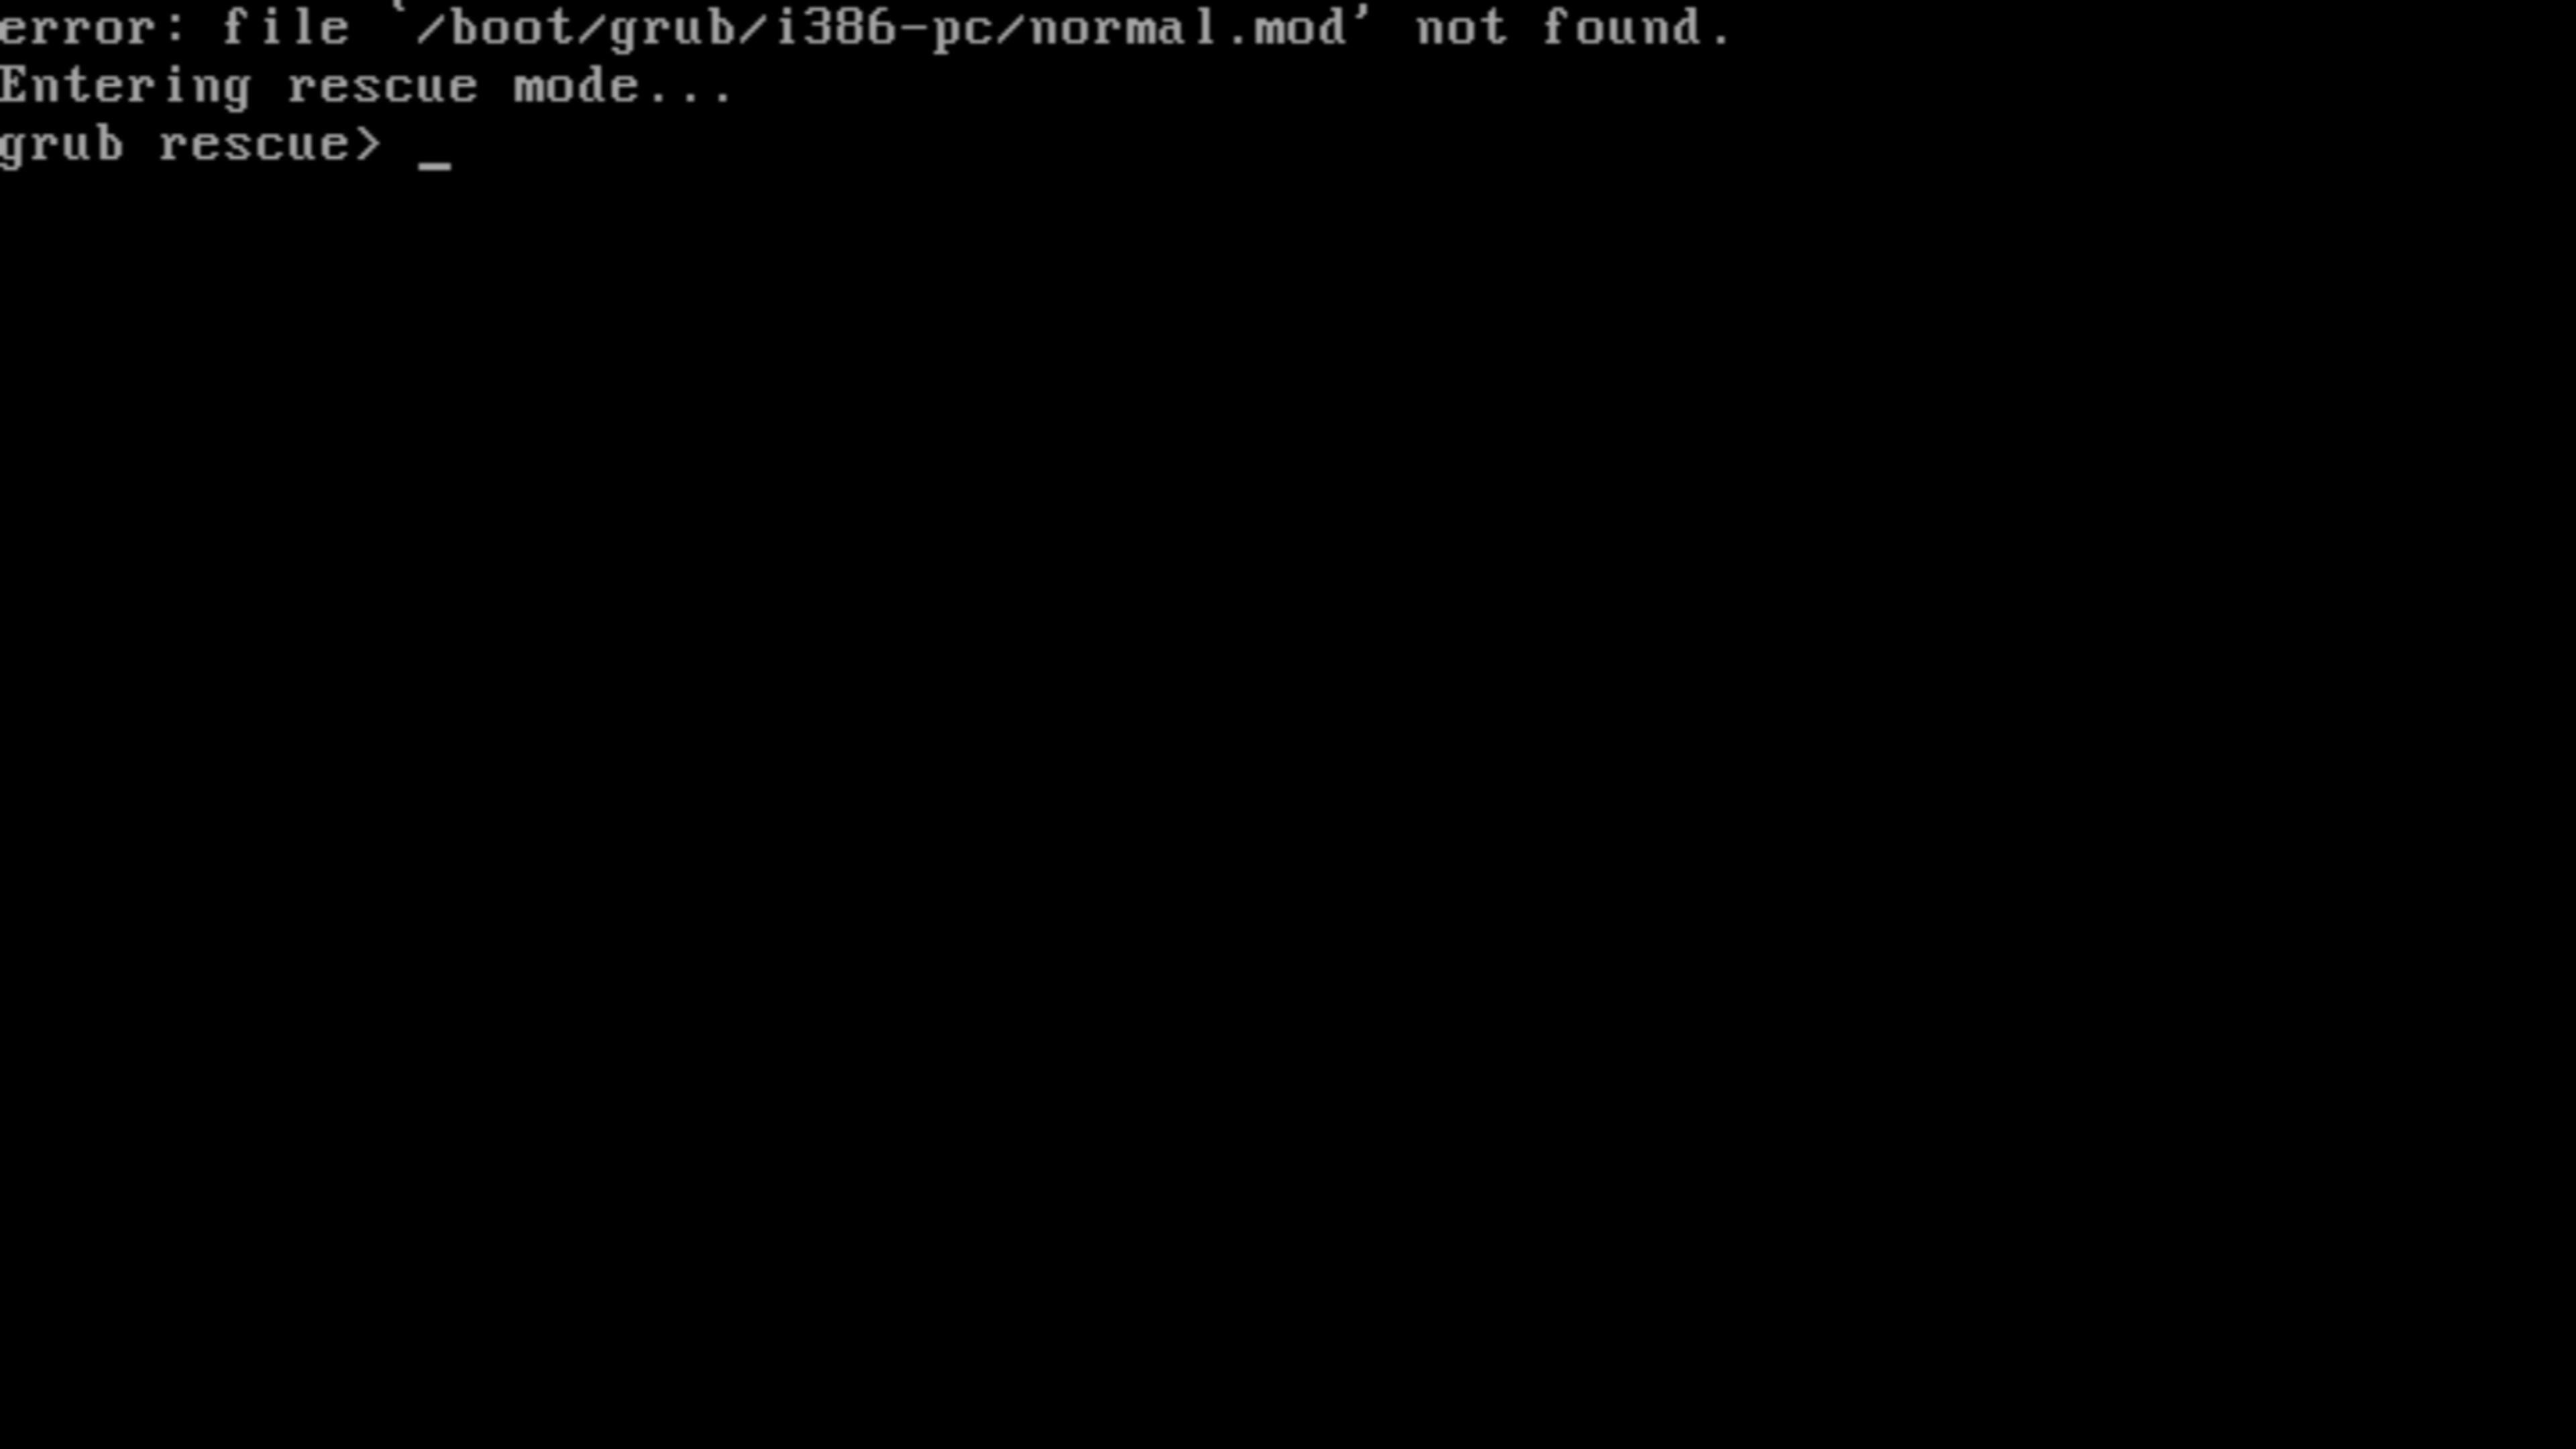 error: file `/boot/grub/i386-pc/normal.mod' not found.
Entering rescue mode...
grub rescue> _